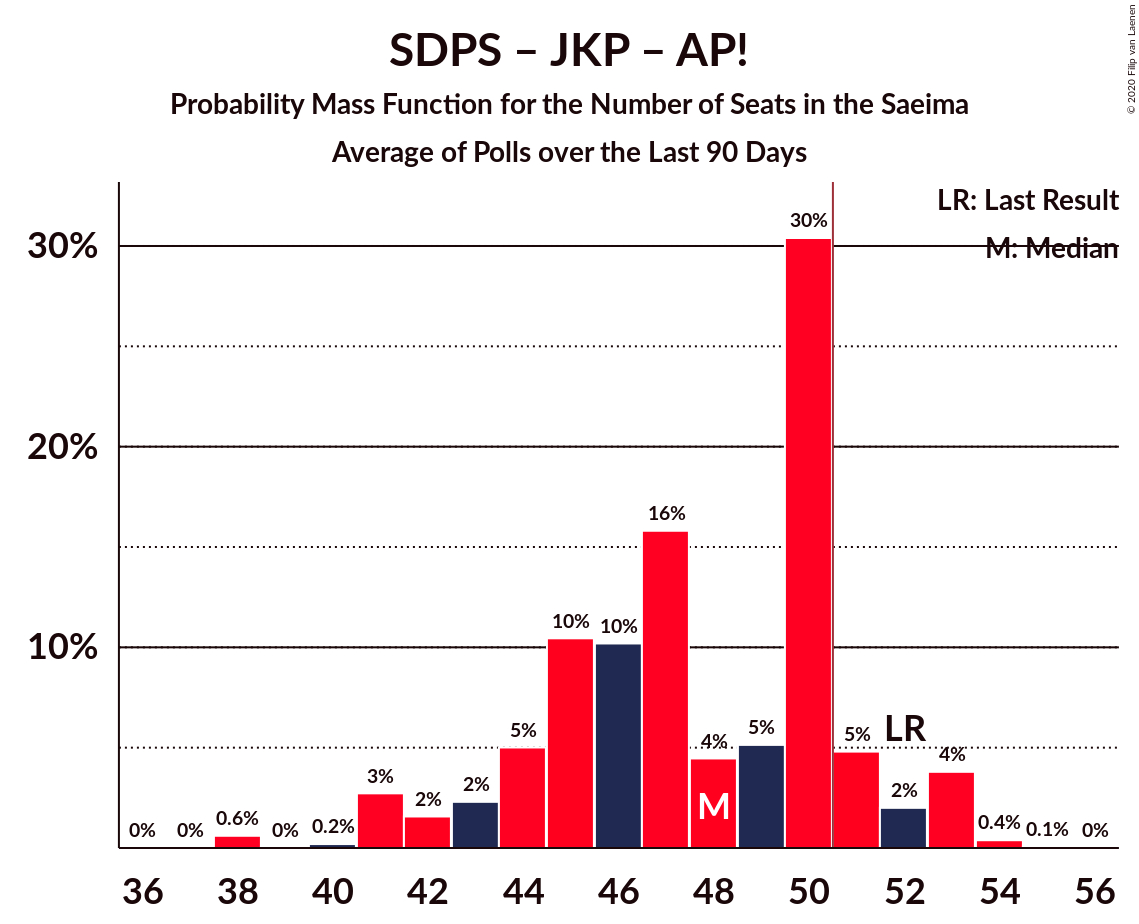 SDPS – JKP – AP!
Probability Mass Function for the Number of Seats in the Saeima
Average of Polls over the Last 90 Days
© 2020 Filip van Laenen
LR: Last Result
M: Median
30%
20%
10%
0%
0%
0.6%
0%
0.2%
3%
2%
2%
5%
10%
10%
16%
4%
5%
30%
5%
2%
4%
0.4%
0.1%
0%
LR
M
36 38 40 42 44 46 48 50 52 54 56